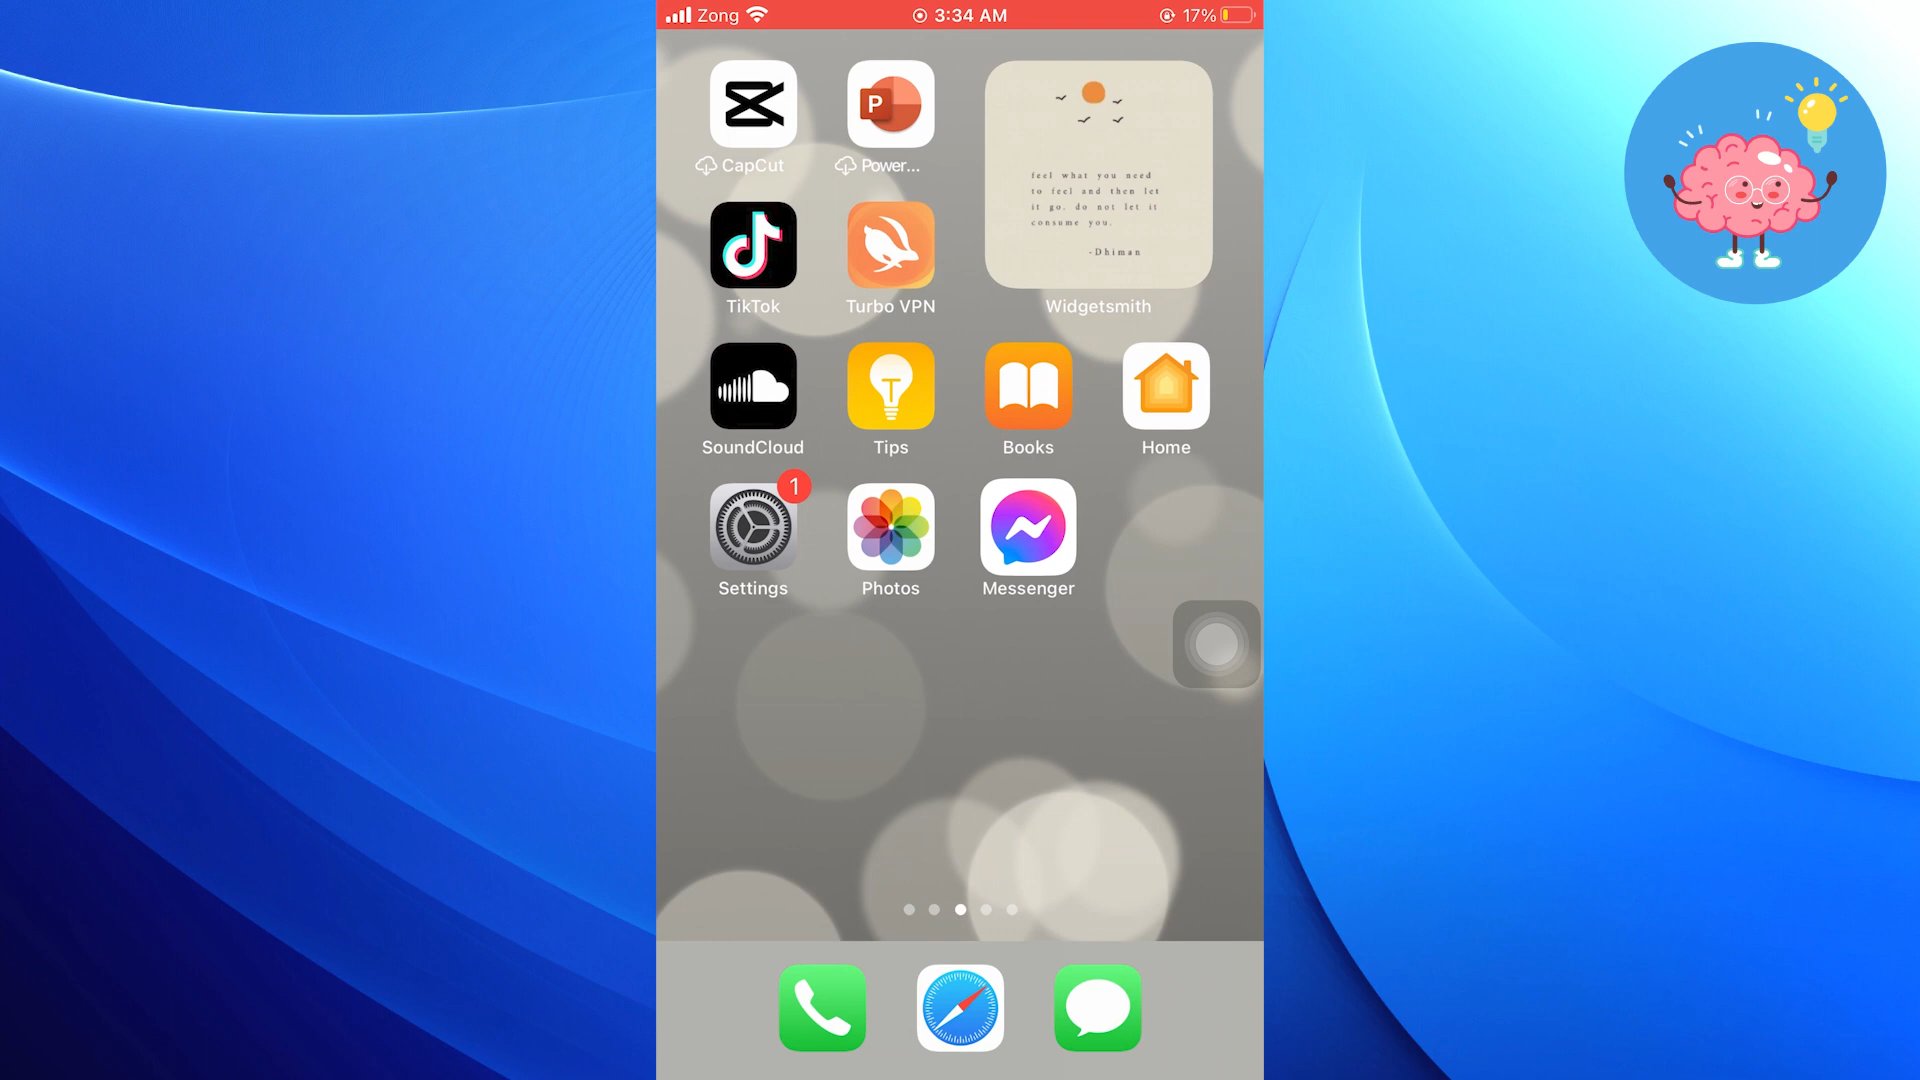 Zong 3:34 AM 17%
CapCut Power...
P
feel what you need
to feel and then let
it go. do not let it
consume you.
-Dhiman
TikTok Turbo VPN Widgetsmith
SoundCloud Tips Books Home
1
Settings Photos Messenger